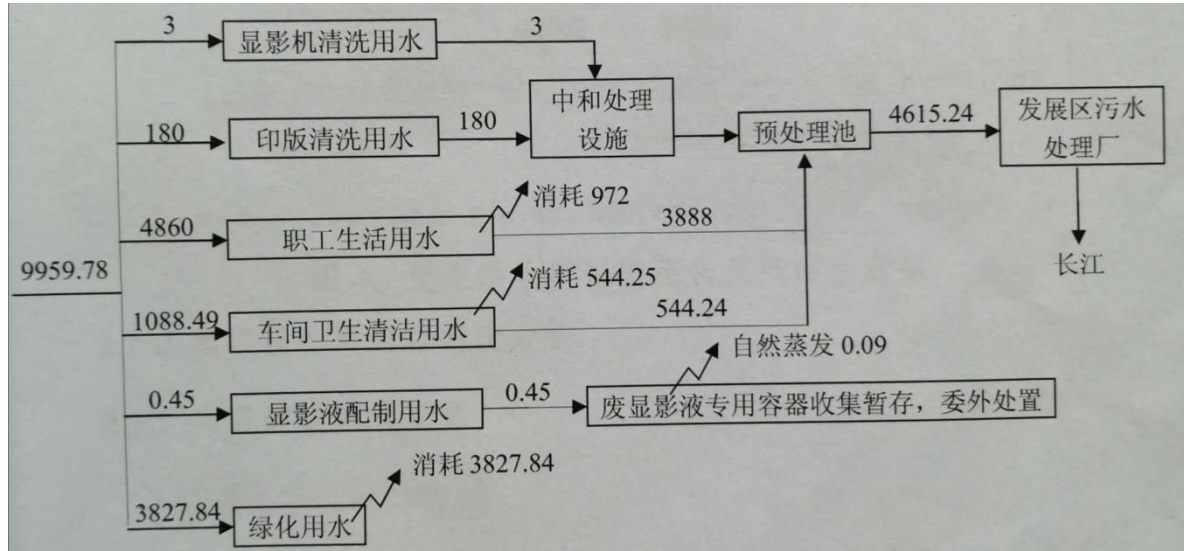 3
显影机清洗用水
3
中和处理
设施
180
印版清洗用水
180
预处理池
4615.24
发展区污水
处理厂
长江
4860
职工生活用水
消耗 972
3888
9959.78
1088.49
车间卫生清洁用水
消耗 544.25
544.24
0.45
显影液配制用水
0.45
自然蒸发 0.09
废显影液专用容器收集暂存，委外处置
3827.84
绿化用水
消耗 3827.84